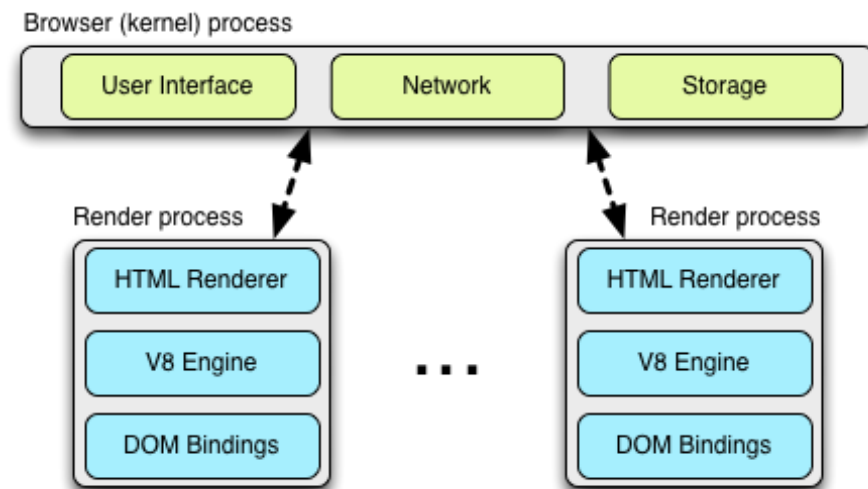 Browser (kernel) process
User Interface
Network
Storage
Render process
Render process
HTML Renderer
HTML Renderer
V8 Engine
...
V8 Engine
DOM Bindings
DOM Bindings